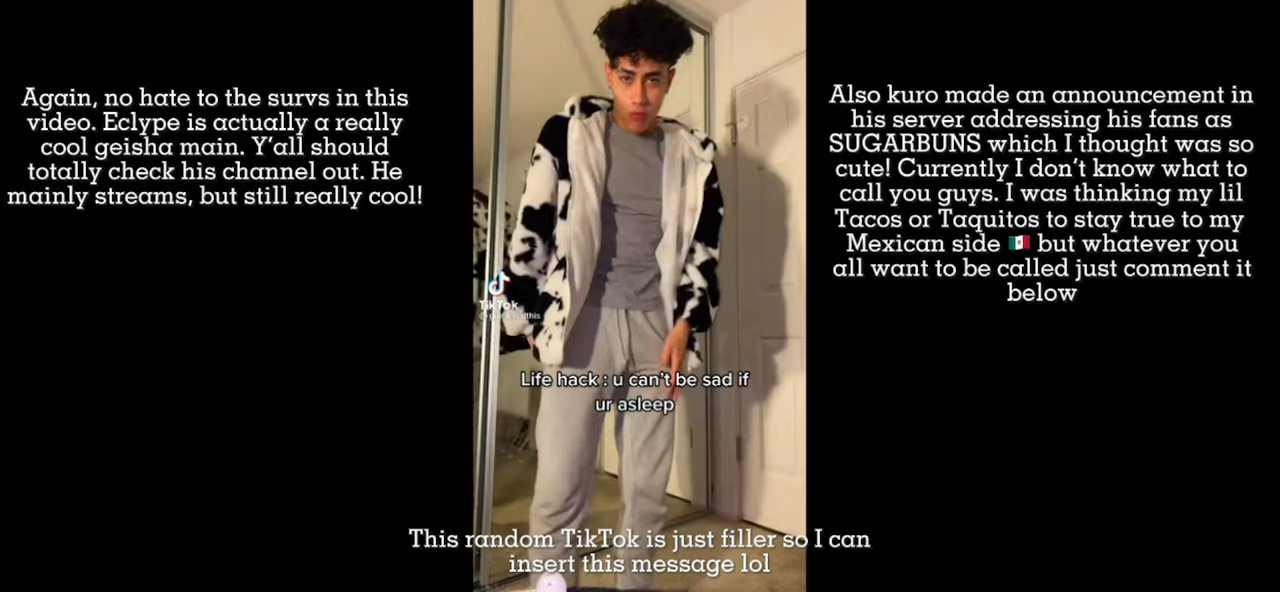 Again, no hate to the survs in this
video. Eclype is actually a really
cool geisha main. Y'all should
totally check his channel out. He
mainly streams, but still really cool!
Also kuro made an announcement in
his server addressing his fans as
SUGARBUNS which I thought was so
cute! Currently I don't know what to
call you guys. I was thinking my lil
Tacos or Taquitos to stay true to my
Mexican side 🇲🇽 but whatever you
all want to be called just comment it
below
TikTok
Life hack : u can't be sad if
ur asleep
This random TikTok is just filler so I can
insert this message lol